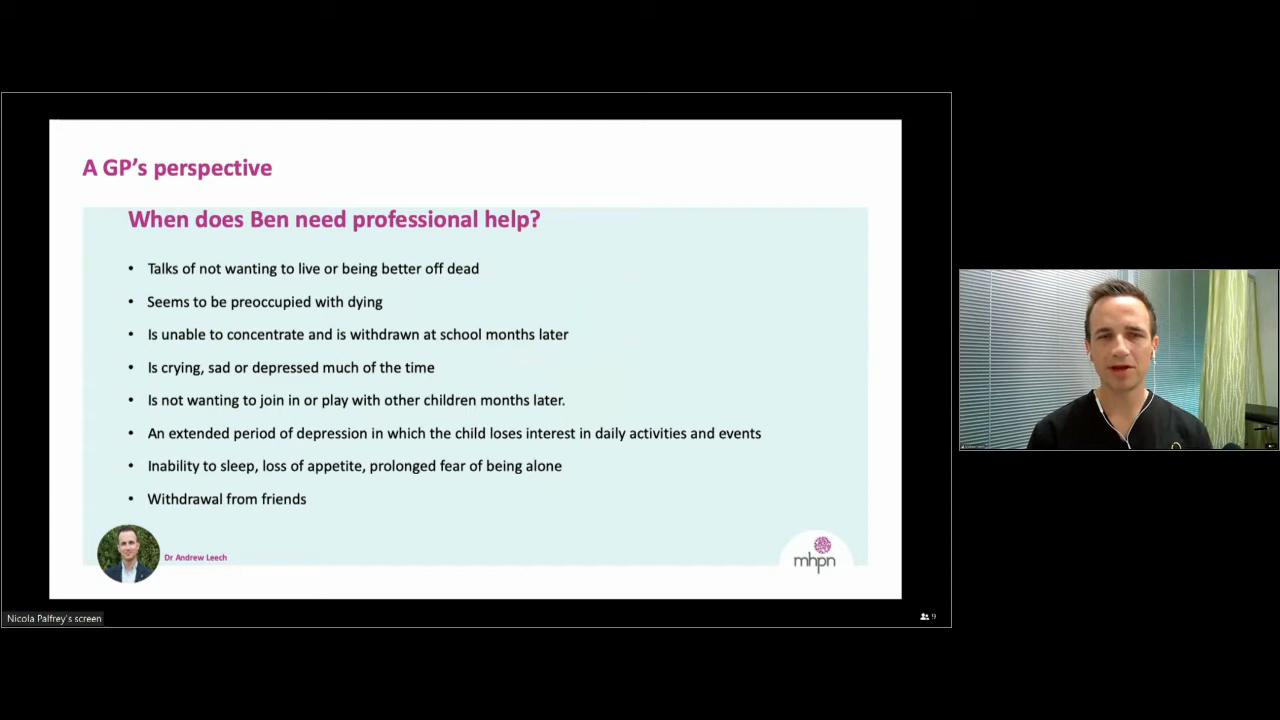 A GP's perspective
When does Ben need professional help?
• Talks of not wanting to live or being better off dead
• Seems to be preoccupied with dying
• Is unable to concentrate and is withdrawn at school months later
• Is crying, sad or depressed much of the time
• Is not wanting to join in or play with other children months later.
• An extended period of depression in which the child loses interest in daily activities and events
• Inability to sleep, loss of appetite, prolonged fear of being alone
• Withdrawal from friends
Dr Andrew Leech
mhpn
Nicola Palfrey's screen
9